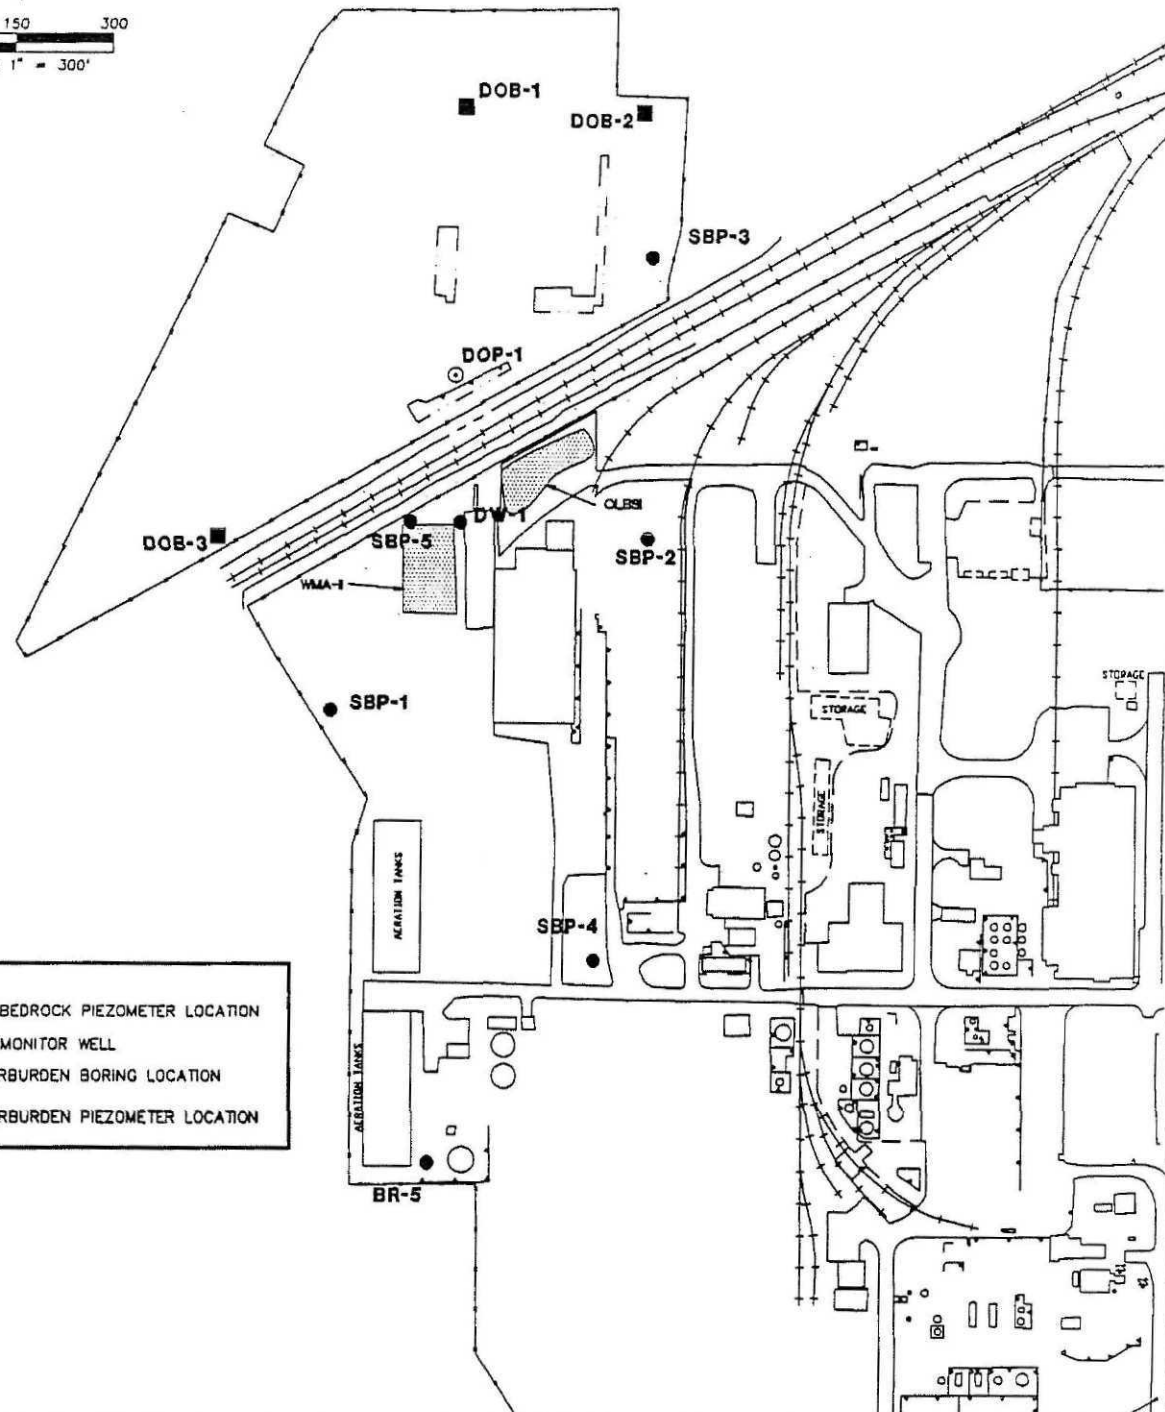 150 300
1" = 300'
DOB-1
DOB-2
SBP-3
DOP-1
OLBSI
DW-1
DOB-3
SBP-5
SBP-2
WMA-II
STORAGE
SBP-1
STORAGE
STORAGE
AERATION TANKS
SBP-4
BEDROCK PIEZOMETER LOCATION
MONITOR WELL
RBURDEN BORING LOCATION
RBURDEN PIEZOMETER LOCATION
AERATION TANKS
BR-5